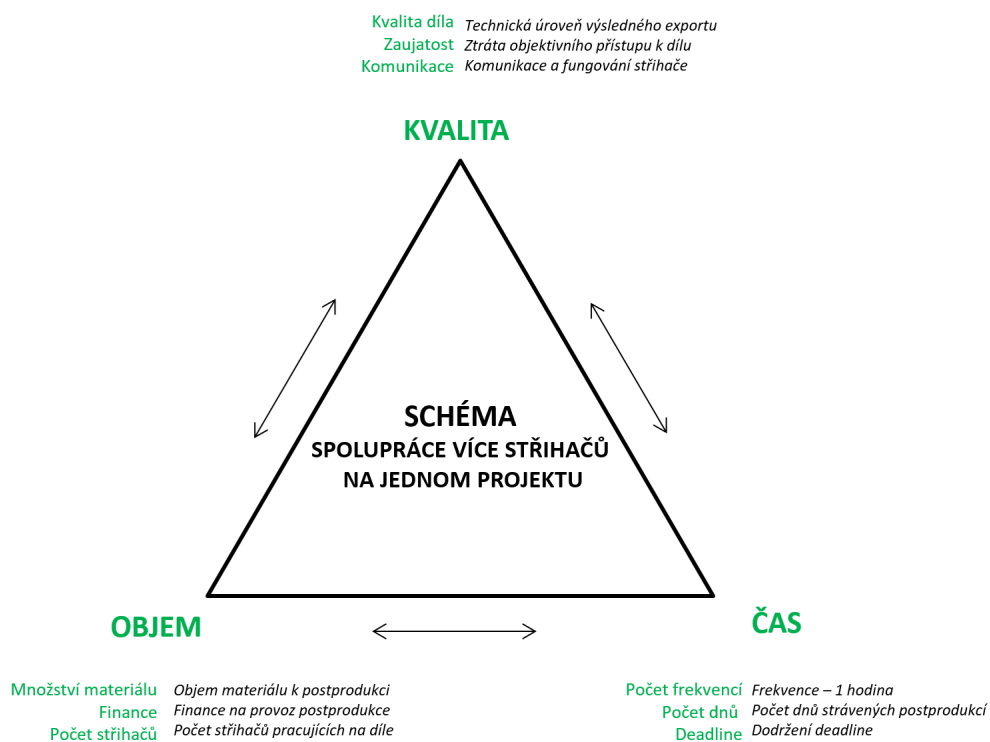 Kvalita díla Technická úroveň výsledného exportu
Zaujatost Ztráta objektivního přístupu k dílu
Komunikace Komunikace a fungování střihače
KVALITA
SCHÉMA
SPOLUPRÁCE VÍCE STŘIHAČŮ
NA JEDNOM PROJEKTU
OBJEM
ČAS
Množství materiálu Objem materiálu k postprodukci
Finance Finance na provoz postprodukce
Počet střihačů Počet střihačů pracujících na díle
Počet frekvencí Frekvence – 1 hodina
Počet dnů Počet dnů strávených postprodukcí
Deadline Dodržení deadline